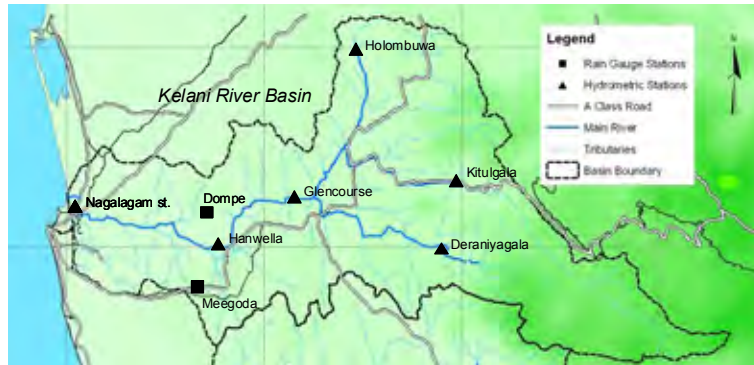 Holombuwa
Kelani River Basin
Kitulgala
Glencourse
Dompe
Nagalagam st.
Hanwella
Deraniyagala
Meegoda
Legend
Rain Gauge Stations
Hydrometric Stations
A Class Road
Main River
Tributaries
Basin Boundary
N